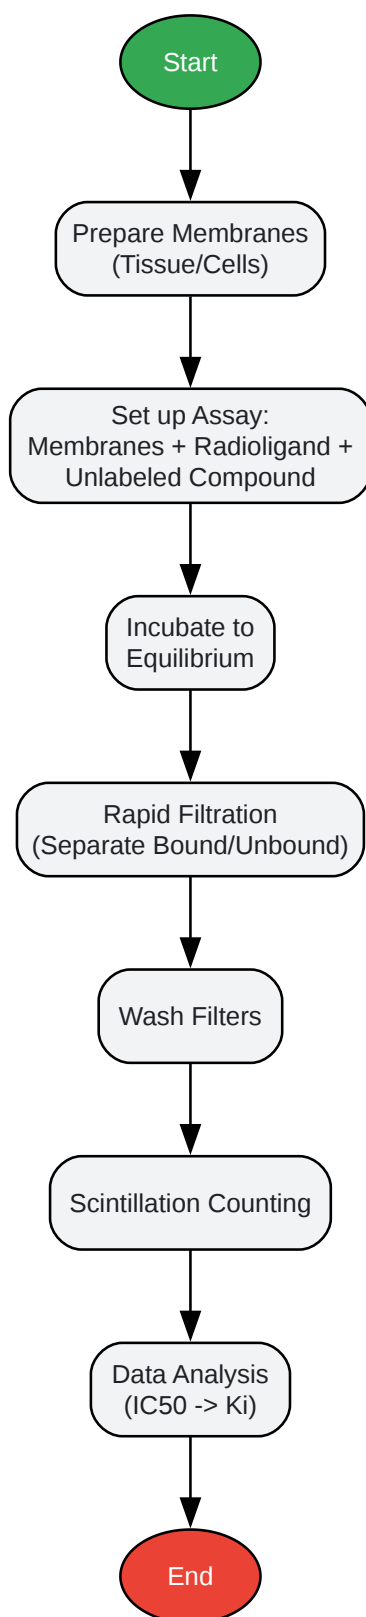 Start
Prepare Membranes
(Tissue/Cells)
Set up Assay:
Membranes + Radioligand +
Unlabeled Compound
Incubate to
Equilibrium
Rapid Filtration
(Separate Bound/Unbound)
Wash Filters
Scintillation Counting
Data Analysis
(IC50 -> Ki)
End